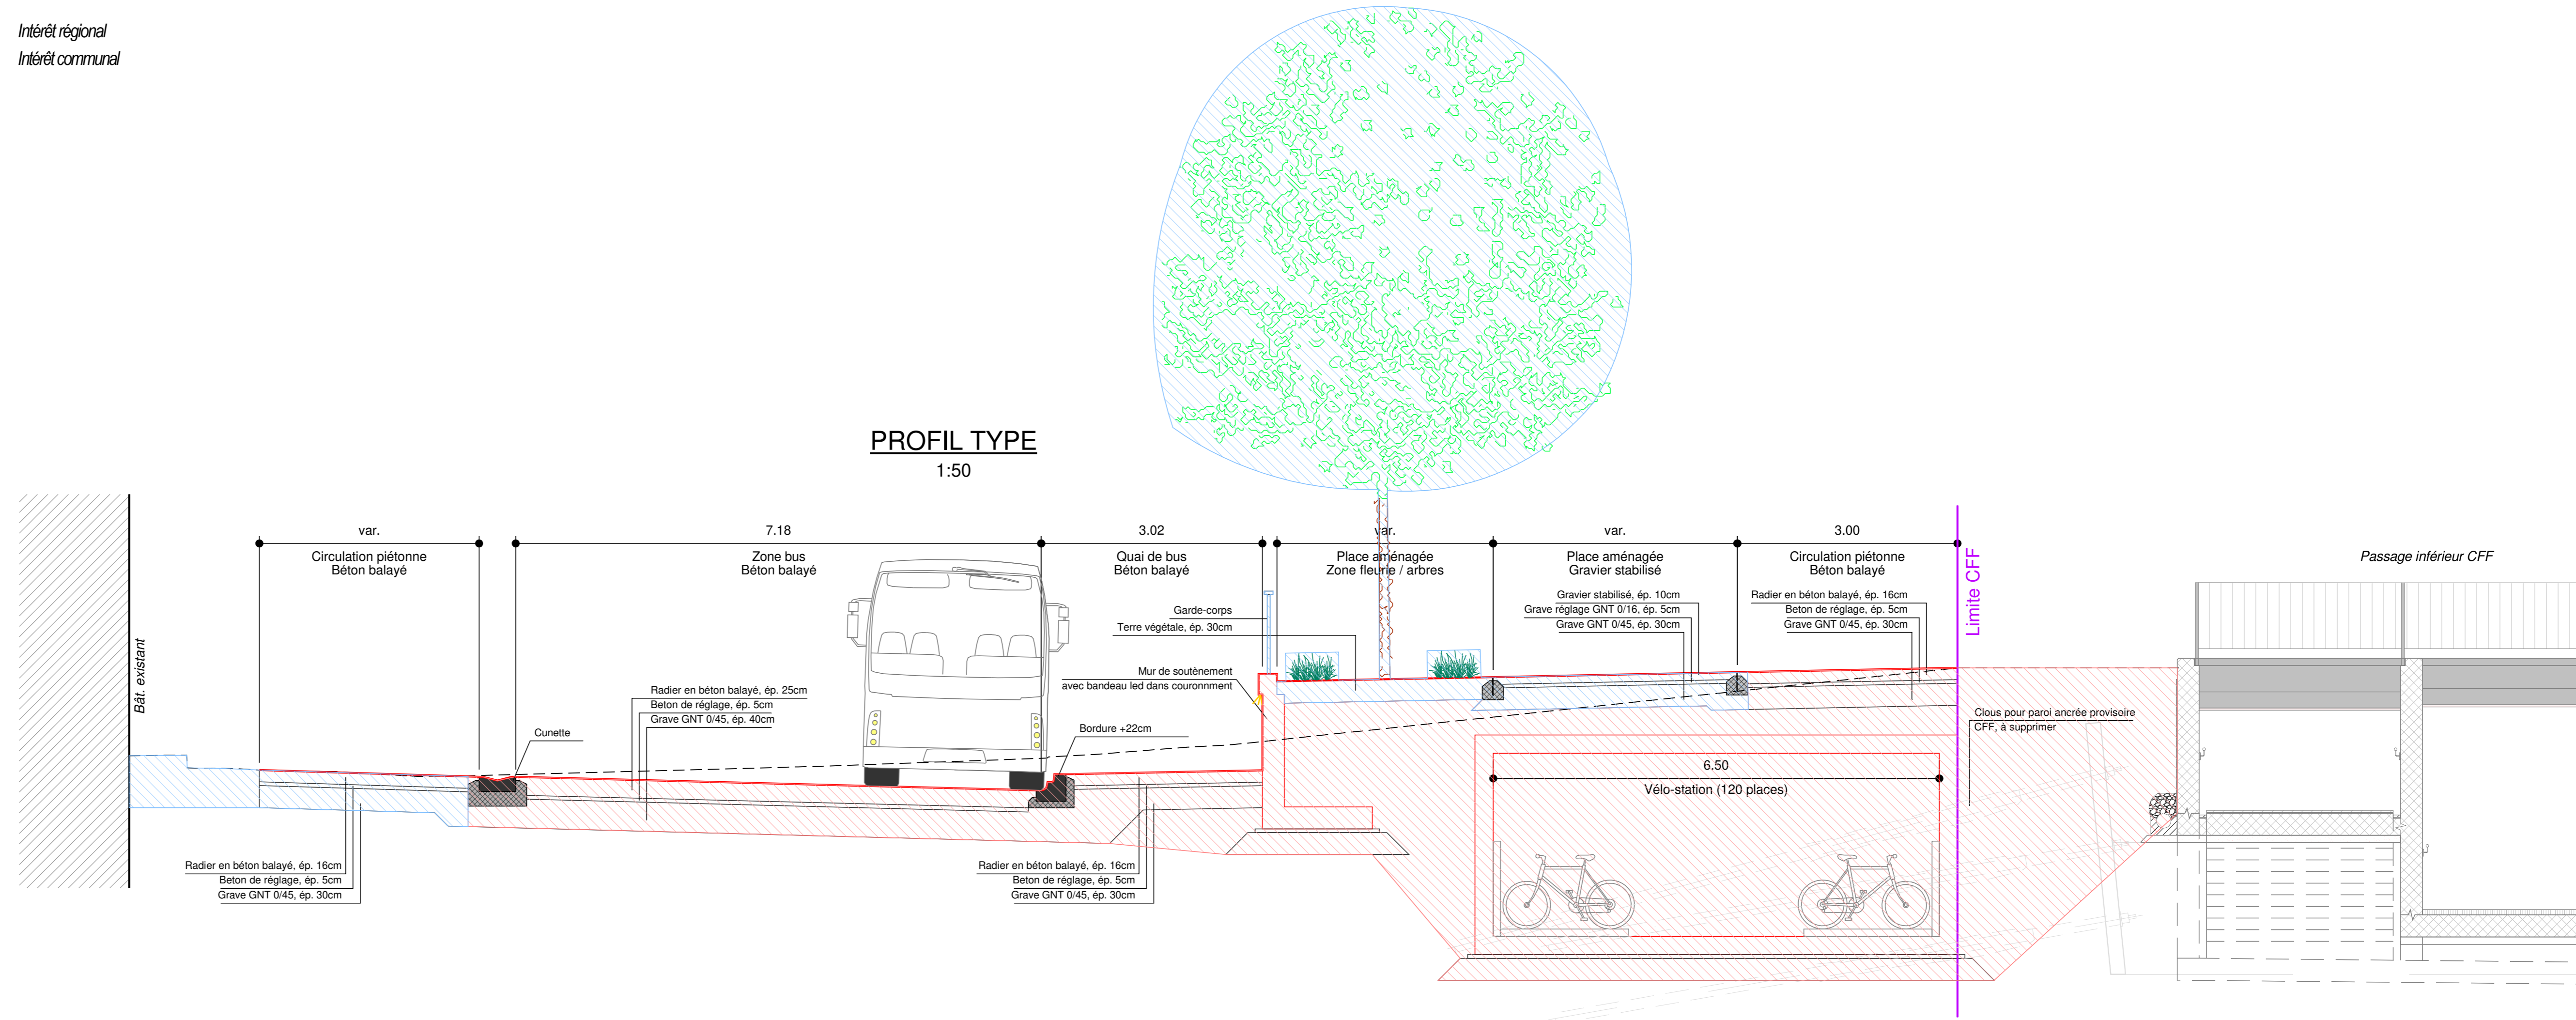 Intérêt régional
Intérêt communal
PROFIL TYPE
1:50
var.
Circulation piétonne
Béton balayé
7.18
Zone bus
Béton balayé
3.02
Quai de bus
Béton balayé
var.
Place aménagée
Zone fleurie / arbres
var.
Place aménagée
Gravier stabilisé
3.00
Circulation piétonne
Béton balayé
Limite CFF
Passage inférieur CFF
Bât. existant
Garde-corps
Terre végétale, ép. 30cm
Gravier stabilisé, ép. 10cm
Grave réglage GNT 0/16, ép. 5cm
Grave GNT 0/45, ép. 30cm
Radier en béton balayé, ép. 16cm
Beton de réglage, ép. 5cm
Grave GNT 0/45, ép. 30cm
Mur de soutènement
avec bandeau led dans couronnment
Radier en béton balayé, ép. 25cm
Beton de réglage, ép. 5cm
Grave GNT 0/45, ép. 40cm
Cunette
Bordure +22cm
Clous pour paroi ancrée provisoire
CFF, à supprimer
6.50
Vélo-station (120 places)
Radier en béton balayé, ép. 16cm
Beton de réglage, ép. 5cm
Grave GNT 0/45, ép. 30cm
Radier en béton balayé, ép. 16cm
Beton de réglage, ép. 5cm
Grave GNT 0/45, ép. 30cm